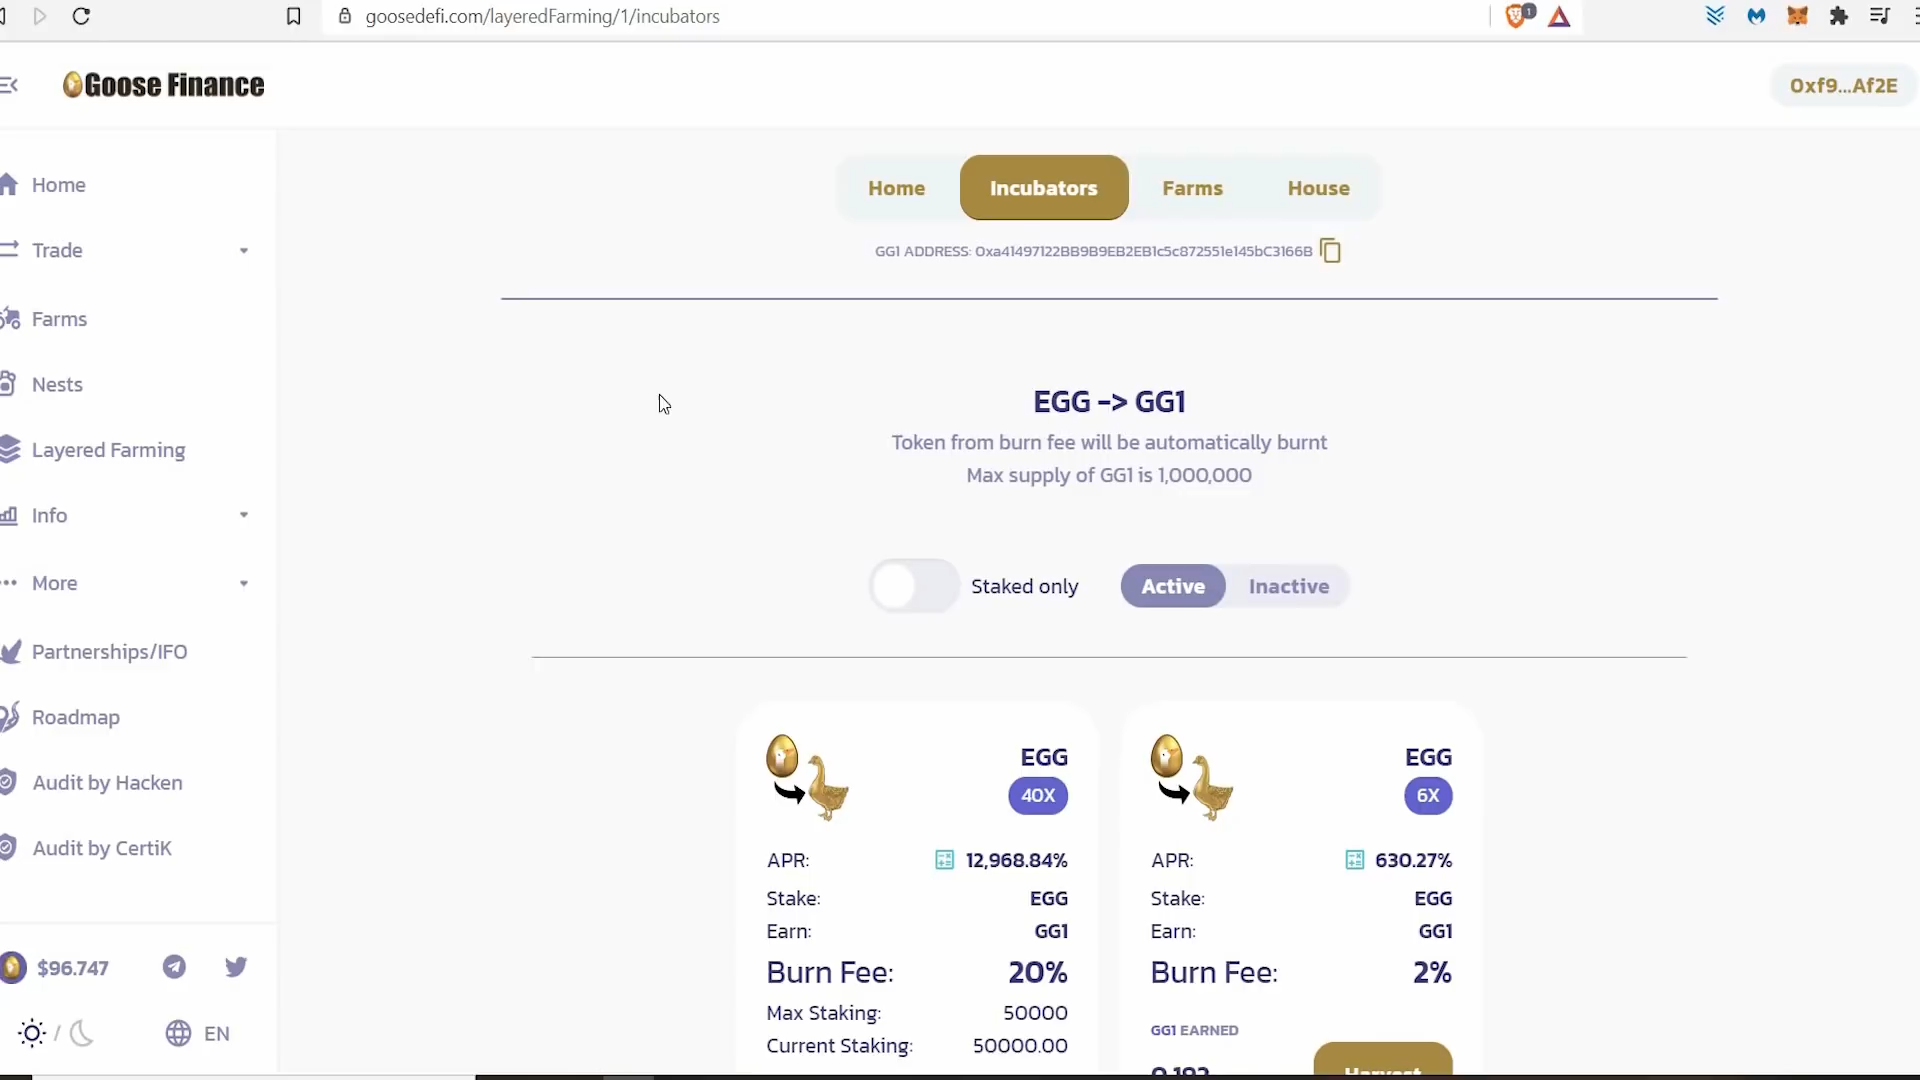 goosedefi.com/layeredFarming/1/incubators
1
Goose Finance
0xf9...Af2E
Home
Trade
Farms
Nests
Layered Farming
Info
More
Partnerships/IFO
Roadmap
Audit by Hacken
Audit by CertiK
$96.747
/
EN
Home
Incubators
Farms
House
GG1 ADDRESS: 0xa41497122BB9B9EB2EB1c5c872551e145bC3166B
EGG -> GG1
Token from burn fee will be automatically burnt
Max supply of GG1 is 1,000,000
Staked only
Active
Inactive
EGG
40X
APR: 12,968.84%
Stake: EGG
Earn: GG1
Burn Fee: 20%
Max Staking: 50000
Current Staking: 50000.00
EGG
6X
APR: 630.27%
Stake: EGG
Earn: GG1
Burn Fee: 2%
GG1 EARNED
0.192
Harvest